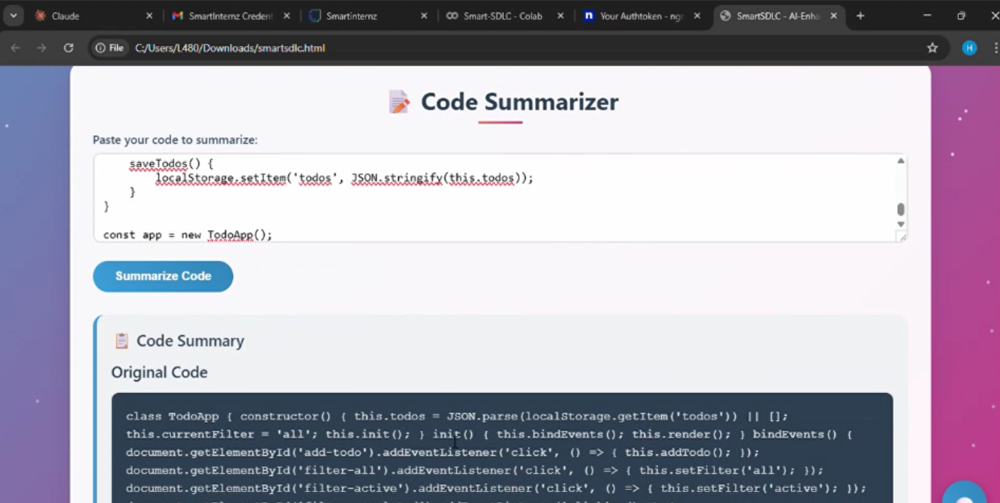 Claude
SmartInternz Credent
Smartinternz
Smart-SDLC - Colab
Your Authtoken - ngr
SmartSDLC - AI-Enha
File
C:/Users/L480/Downloads/smartsdlc.html
H
Code Summarizer
Paste your code to summarize:
saveTodos() {
localStorage.setItem('todos', JSON.stringify(this.todos));
}
}
const app = new TodoApp();
Summarize Code
Code Summary
Original Code
class TodoApp { constructor() { this.todos = JSON.parse(localStorage.getItem('todos')) || [];
this.currentFilter = 'all'; this.init(); } init() { this.bindEvents(); this.render(); } bindEvents() {
document.getElementById('add-todo').addEventListener('click', () => { this.addTodo(); });
document.getElementById('filter-all').addEventListener('click', () => { this.setFilter('all'); });
document.getElementById('filter-active').addEventListener('click', () => { this.setFilter('active'); });